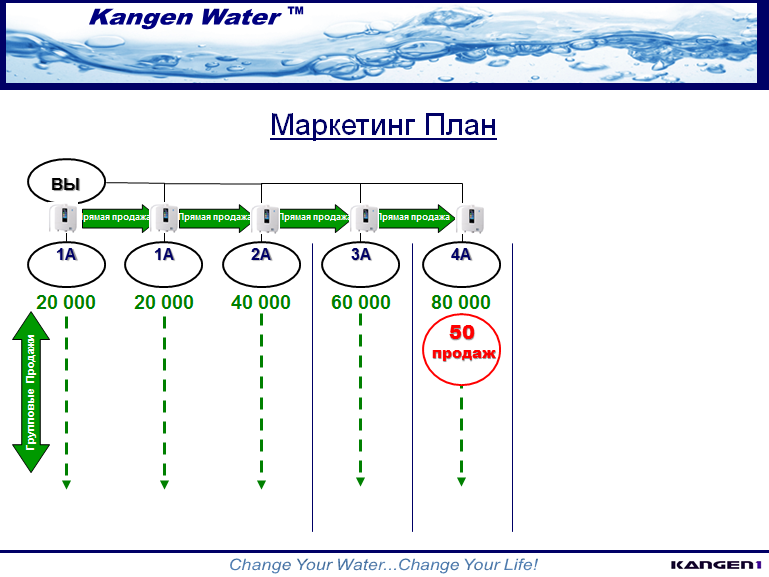 Kangen Water ™
Маркетинг План
ВЫ
Прямая продажа Прямая продажа Прямая продажа Прямая продажа
1А 1А 2А 3А 4А
20 000 20 000 40 000 60 000 80 000
50
продаж
Групповые Продажи
Change Your Water...Change Your Life!
KANGEN1